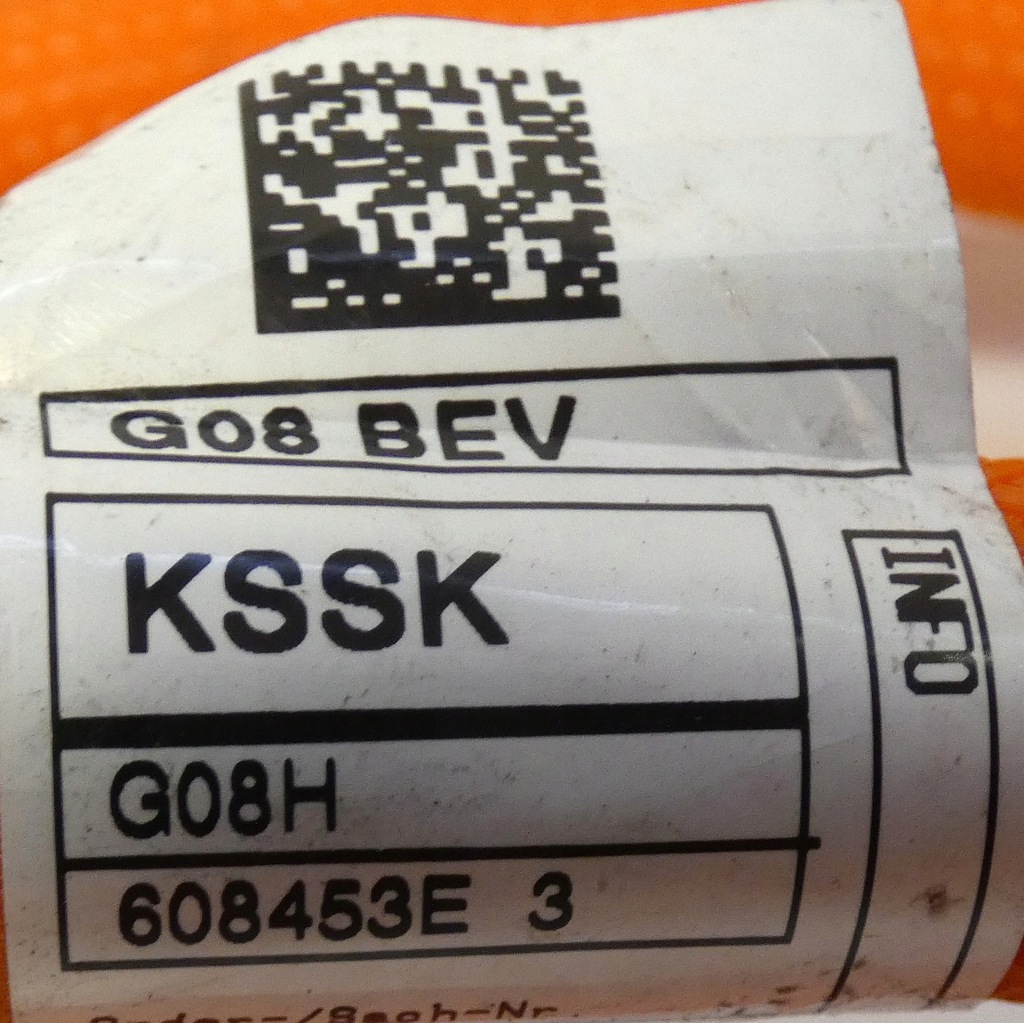 G08 BEV
KSSK
INFO
G08H
608453E 3